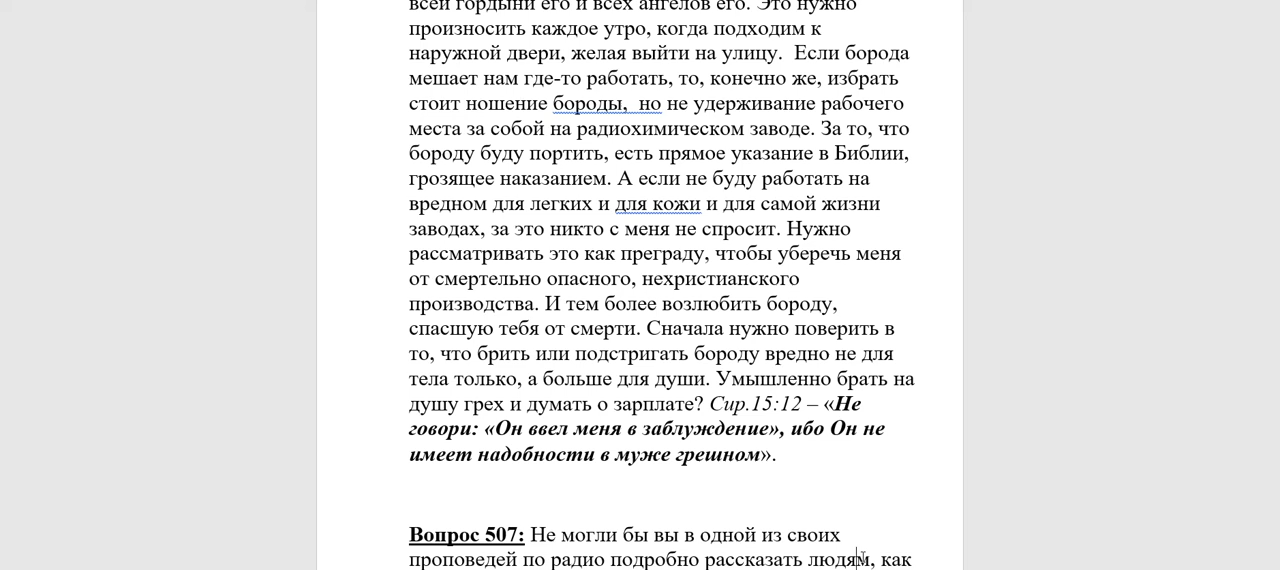 всей гордыни его и всех ангелов его. Это нужно
произносить каждое утро, когда подходим к
наружной двери, желая выйти на улицу.  Если борода
мешает нам где-то работать, то, конечно же, избрать
стоит ношение бороды,  но не удерживание рабочего
места за собой на радиохимическом заводе. За то, что
бороду буду портить, есть прямое указание в Библии,
грозящее наказанием. А если не буду работать на
вредном для легких и для кожи и для самой жизни
заводах, за это никто с меня не спросит. Нужно
рассматривать это как преграду, чтобы уберечь меня
от смертельно опасного, нехристианского
производства. И тем более возлюбить бороду,
спасшую тебя от смерти. Сначала нужно поверить в
то, что брить или подстригать бороду вредно не для
тела только, а больше для души. Умышленно брать на
душу грех и думать о зарплате? Сир.15:12 – «Не
говори: «Он ввел меня в заблуждение», ибо Он не
имеет надобности в муже грешном».
Вопрос 507: Не могли бы вы в одной из своих
проповедей по радио подробно рассказать людям, как